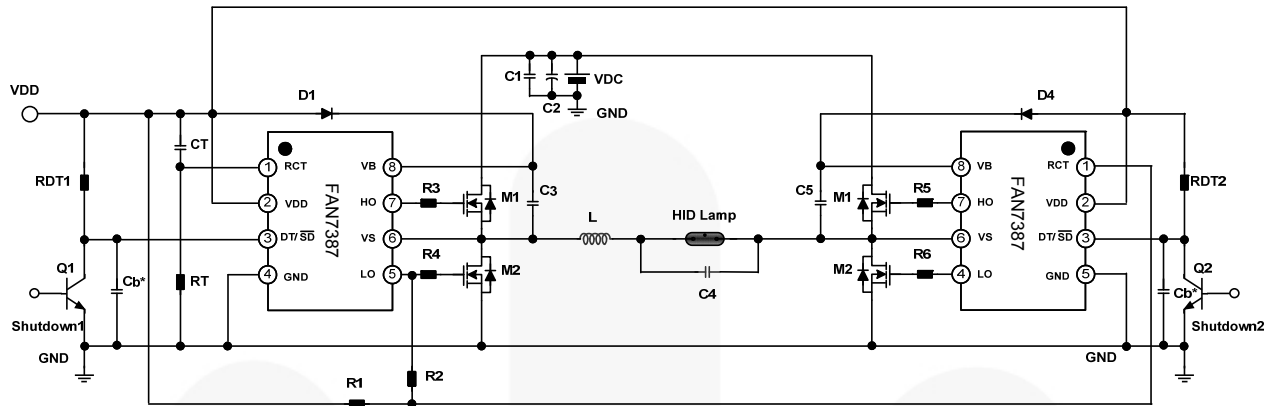 VDD
RDT1
Q1
Shutdown1
GND
Cb*
CT
RT
D1
1 RCT
2 VDD
3 DT/SD
4 GND
FAN7387
VB 8
HO 7
VS 6
LO 5
R3
R4
R1
R2
M1
M2
C3
C1
C2
VDC
GND
L
HID Lamp
C4
C5
D4
M1
M2
R5
R6
8 VB
7 HO
6 VS
4 LO
FAN7387
RCT 1
VDD 2
DT/SD 3
GND 5
RDT2
Q2
Cb*
Shutdown2
GND